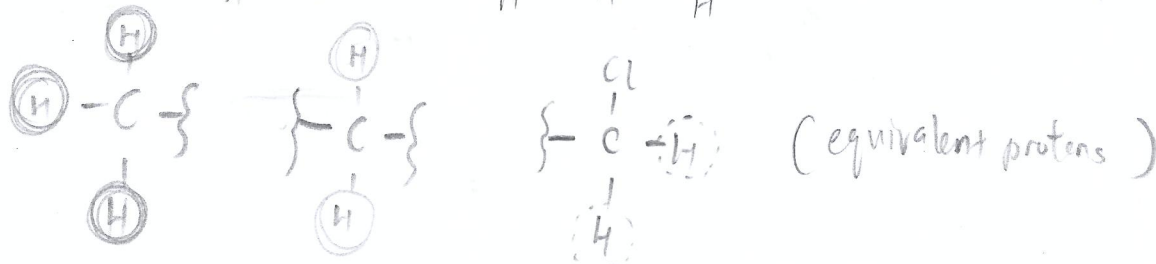 H H
H H Cl
H - C - } } - C - } } - C - H (equivalent protons)
H H H